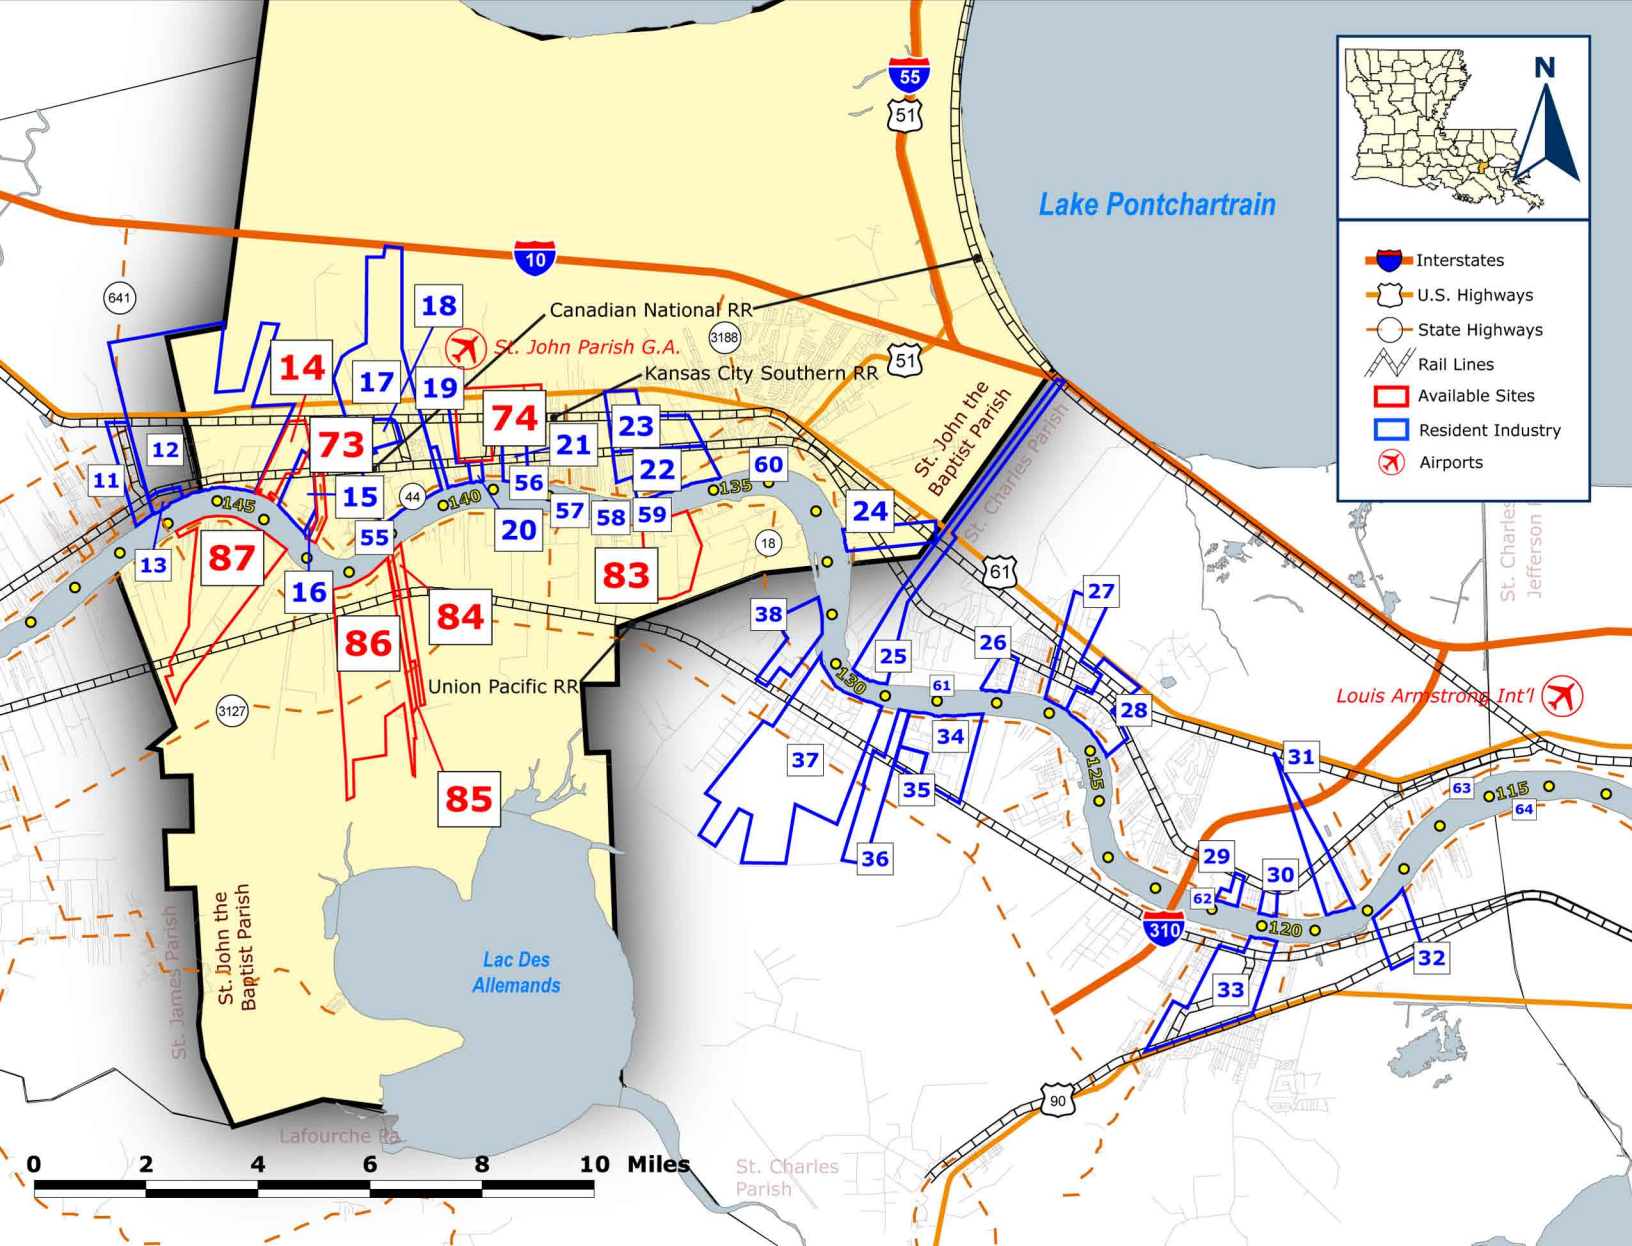 55
51
N
Lake Pontchartrain
10
Interstates
U.S. Highways
State Highways
Rail Lines
Available Sites
Resident Industry
Airports
641
18
Canadian National RR
3188
St. John Parish G.A.
51
Kansas City Southern RR
14
17
19
74
73
23
21
22
12
11
60
St. John the
Baptist Parish
St. Charles Parish
145
15
44
140
56
135
57
58
59
24
20
55
13
87
16
18
83
61
84
86
38
27
26
25
Union Pacific RR
3127
130
61
28
34
37
35
36
85
125
31
Louis Armstrong Int'l
St. Charles
Jefferson
63
115
64
29
30
62
310
120
32
33
St. James Parish
St. John the
Baptist Parish
Lac Des
Allemands
90
Lafourche Pa
St. Charles
Parish
0 2 4 6 8 10 Miles